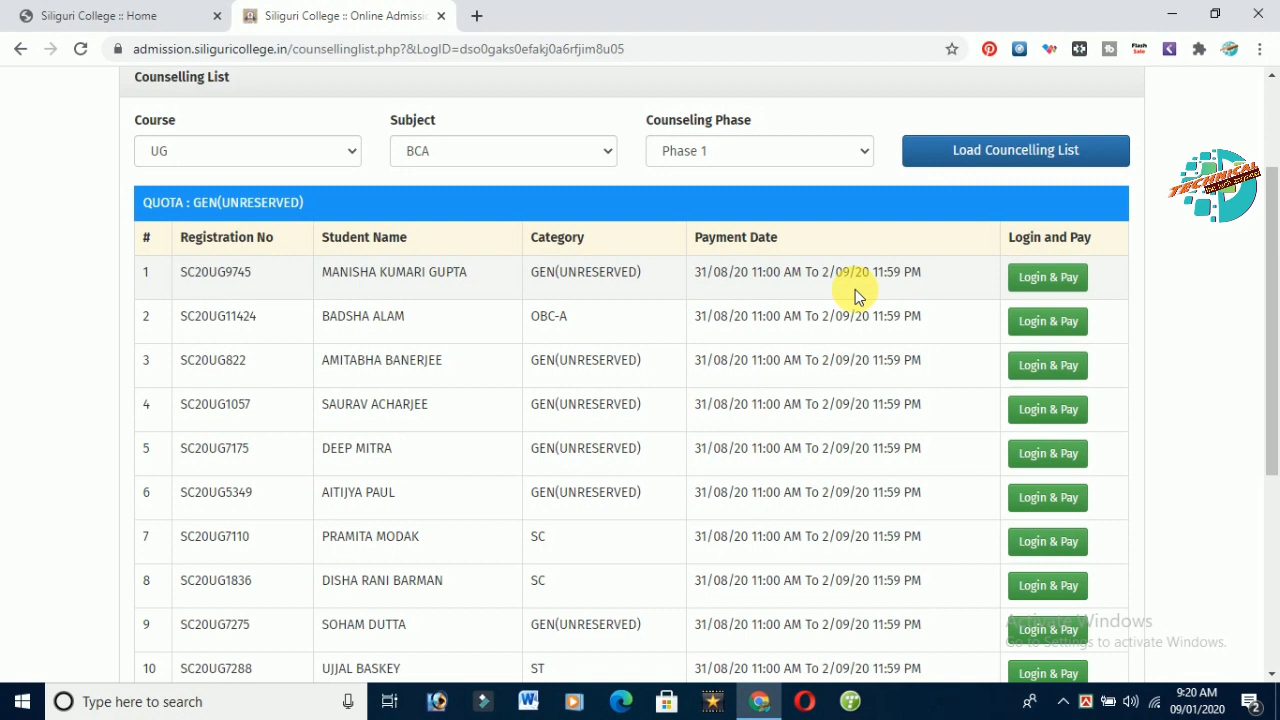 Siliguri College :: Home
Siliguri College :: Online Admissio
admission.siliguricollege.in/counsellinglist.php?&LogID=dso0gaks0efakj0a6rfjim8u05
Counselling List
Course Subject Counseling Phase
UG BCA Phase 1 Load Councelling List
TECHNICAL
QUOTA : GEN(UNRESERVED)
# Registration No Student Name Category Payment Date Login and Pay
1 SC20UG9745 MANISHA KUMARI GUPTA GEN(UNRESERVED) 31/08/20 11:00 AM To 2/09/20 11:59 PM Login & Pay
2 SC20UG11424 BADSHA ALAM OBC-A 31/08/20 11:00 AM To 2/09/20 11:59 PM Login & Pay
3 SC20UG822 AMITABHA BANERJEE GEN(UNRESERVED) 31/08/20 11:00 AM To 2/09/20 11:59 PM Login & Pay
4 SC20UG1057 SAURAV ACHARJEE GEN(UNRESERVED) 31/08/20 11:00 AM To 2/09/20 11:59 PM Login & Pay
5 SC20UG7175 DEEP MITRA GEN(UNRESERVED) 31/08/20 11:00 AM To 2/09/20 11:59 PM Login & Pay
6 SC20UG5349 AITIJYA PAUL GEN(UNRESERVED) 31/08/20 11:00 AM To 2/09/20 11:59 PM Login & Pay
7 SC20UG7110 PRAMITA MODAK SC 31/08/20 11:00 AM To 2/09/20 11:59 PM Login & Pay
8 SC20UG1836 DISHA RANI BARMAN SC 31/08/20 11:00 AM To 2/09/20 11:59 PM Login & Pay
9 SC20UG7275 SOHAM DUTTA GEN(UNRESERVED) 31/08/20 11:00 AM To 2/09/20 11:59 PM Login & Pay
10 SC20UG7288 UJJAL BASKEY ST 31/08/20 11:00 AM To 2/09/20 11:59 PM Login & Pay
Activate Windows
Go to Settings to activate Windows.
Type here to search
9:20 AM
09/01/2020
2